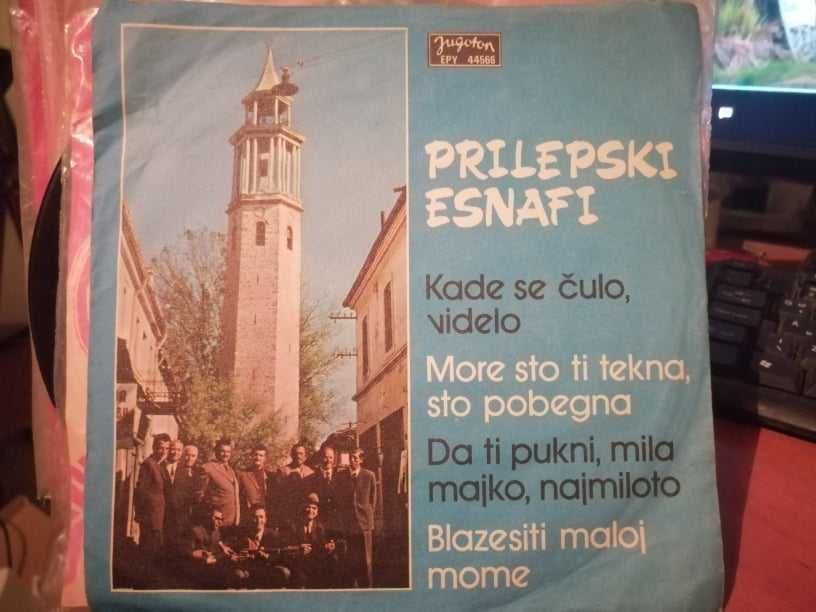 Jugoton
EPY 44566
PRILEPSKI
ESNAFI
Kade se čulo,
videlo
More sto ti tekna,
sto pobegna
Da ti pukni, mila
majko, najmiloto
Blazesiti maloj
mome